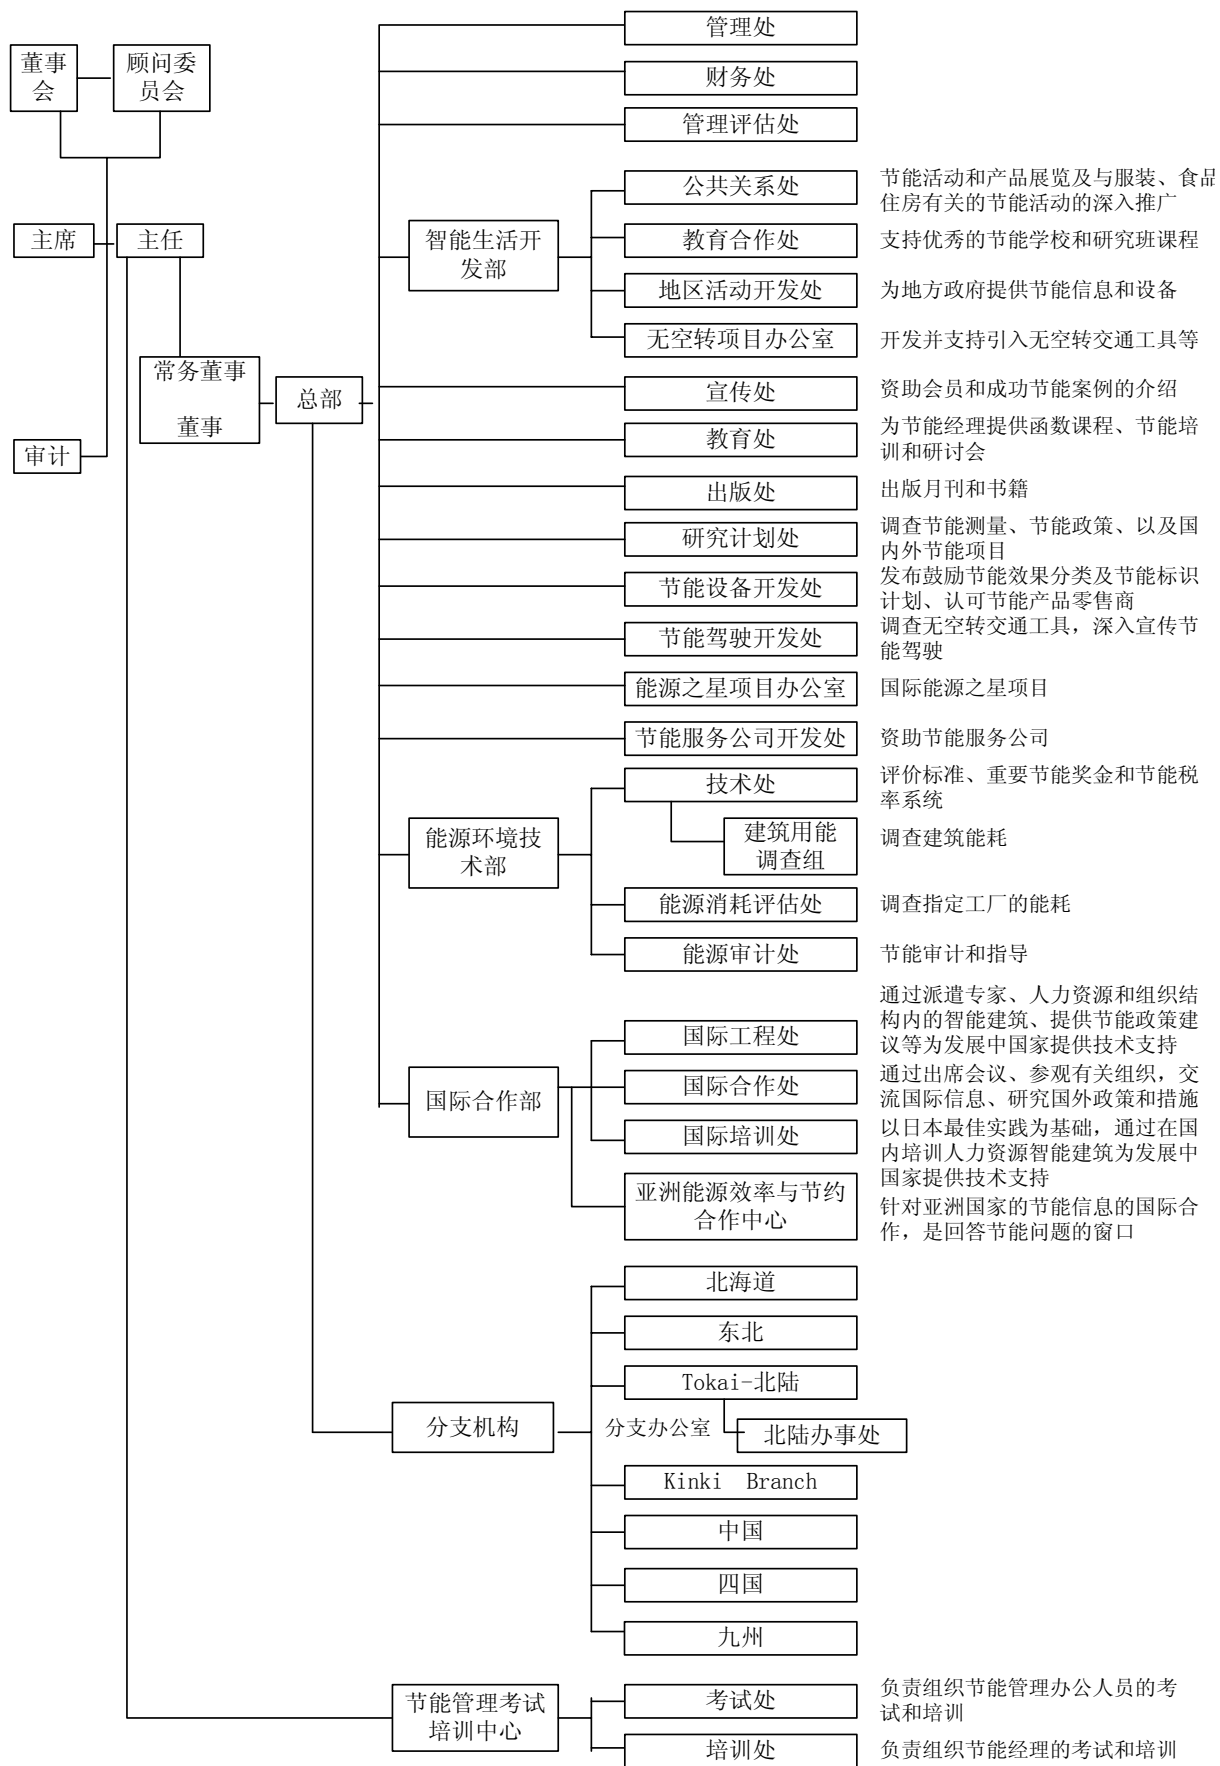 董事
会
顾问委
员会
主席
主任
常务董事
董事
审计
总部
管理处
财务处
管理评估处
智能生活开
发部
公共关系处
节能活动和产品展览及与服装、食品
住房有关的节能活动的深入推广
教育合作处
支持优秀的节能学校和研究班课程
地区活动开发处
为地方政府提供节能信息和设备
无空转项目办公室
开发并支持引入无空转交通工具等
宣传处
资助会员和成功节能案例的介绍
教育处
为节能经理提供函数课程、节能培
训和研讨会
出版处
出版月刊和书籍
研究计划处
调查节能测量、节能政策、以及国
内外节能项目
节能设备开发处
发布鼓励节能效果分类及节能标识
计划、认可节能产品零售商
节能驾驶开发处
调查无空转交通工具，深入宣传节
能驾驶
能源之星项目办公室
国际能源之星项目
节能服务公司开发处
资助节能服务公司
能源环境技
术部
技术处
评价标准、重要节能奖金和节能税
率系统
建筑用能
调查组
调查建筑能耗
能源消耗评估处
调查指定工厂的能耗
能源审计处
节能审计和指导
国际合作部
国际工程处
通过派遣专家、人力资源和组织结
构内的智能建筑、提供节能政策建
议等为发展中国家提供技术支持
国际合作处
通过出席会议、参观有关组织，交
流国际信息、研究国外政策和措施
国际培训处
以日本最佳实践为基础，通过在国
内培训人力资源智能建筑为发展中
国家提供技术支持
亚洲能源效率与节约
合作中心
针对亚洲国家的节能信息的国际合
作，是回答节能问题的窗口
分支机构
分支办公室
北海道
东北
Tokai-北陆
北陆办事处
Kinki Branch
中国
四国
九州
节能管理考试
培训中心
考试处
负责组织节能管理办公人员的考
试和培训
培训处
负责组织节能经理的考试和培训